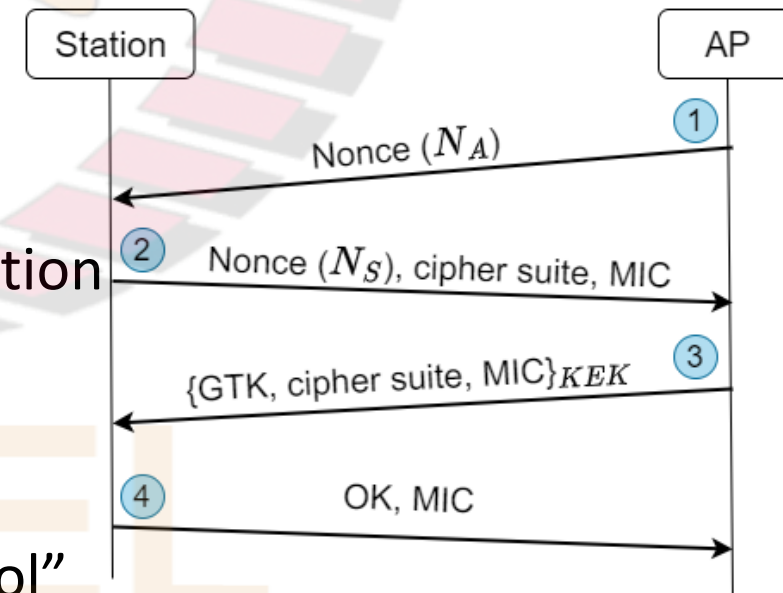 Station
AP
1
Nonce (N_A)
2
tion
Nonce (N_S), cipher suite, MIC
3
{GTK, cipher suite, MIC}_KEK
4
OK, MIC
ol”